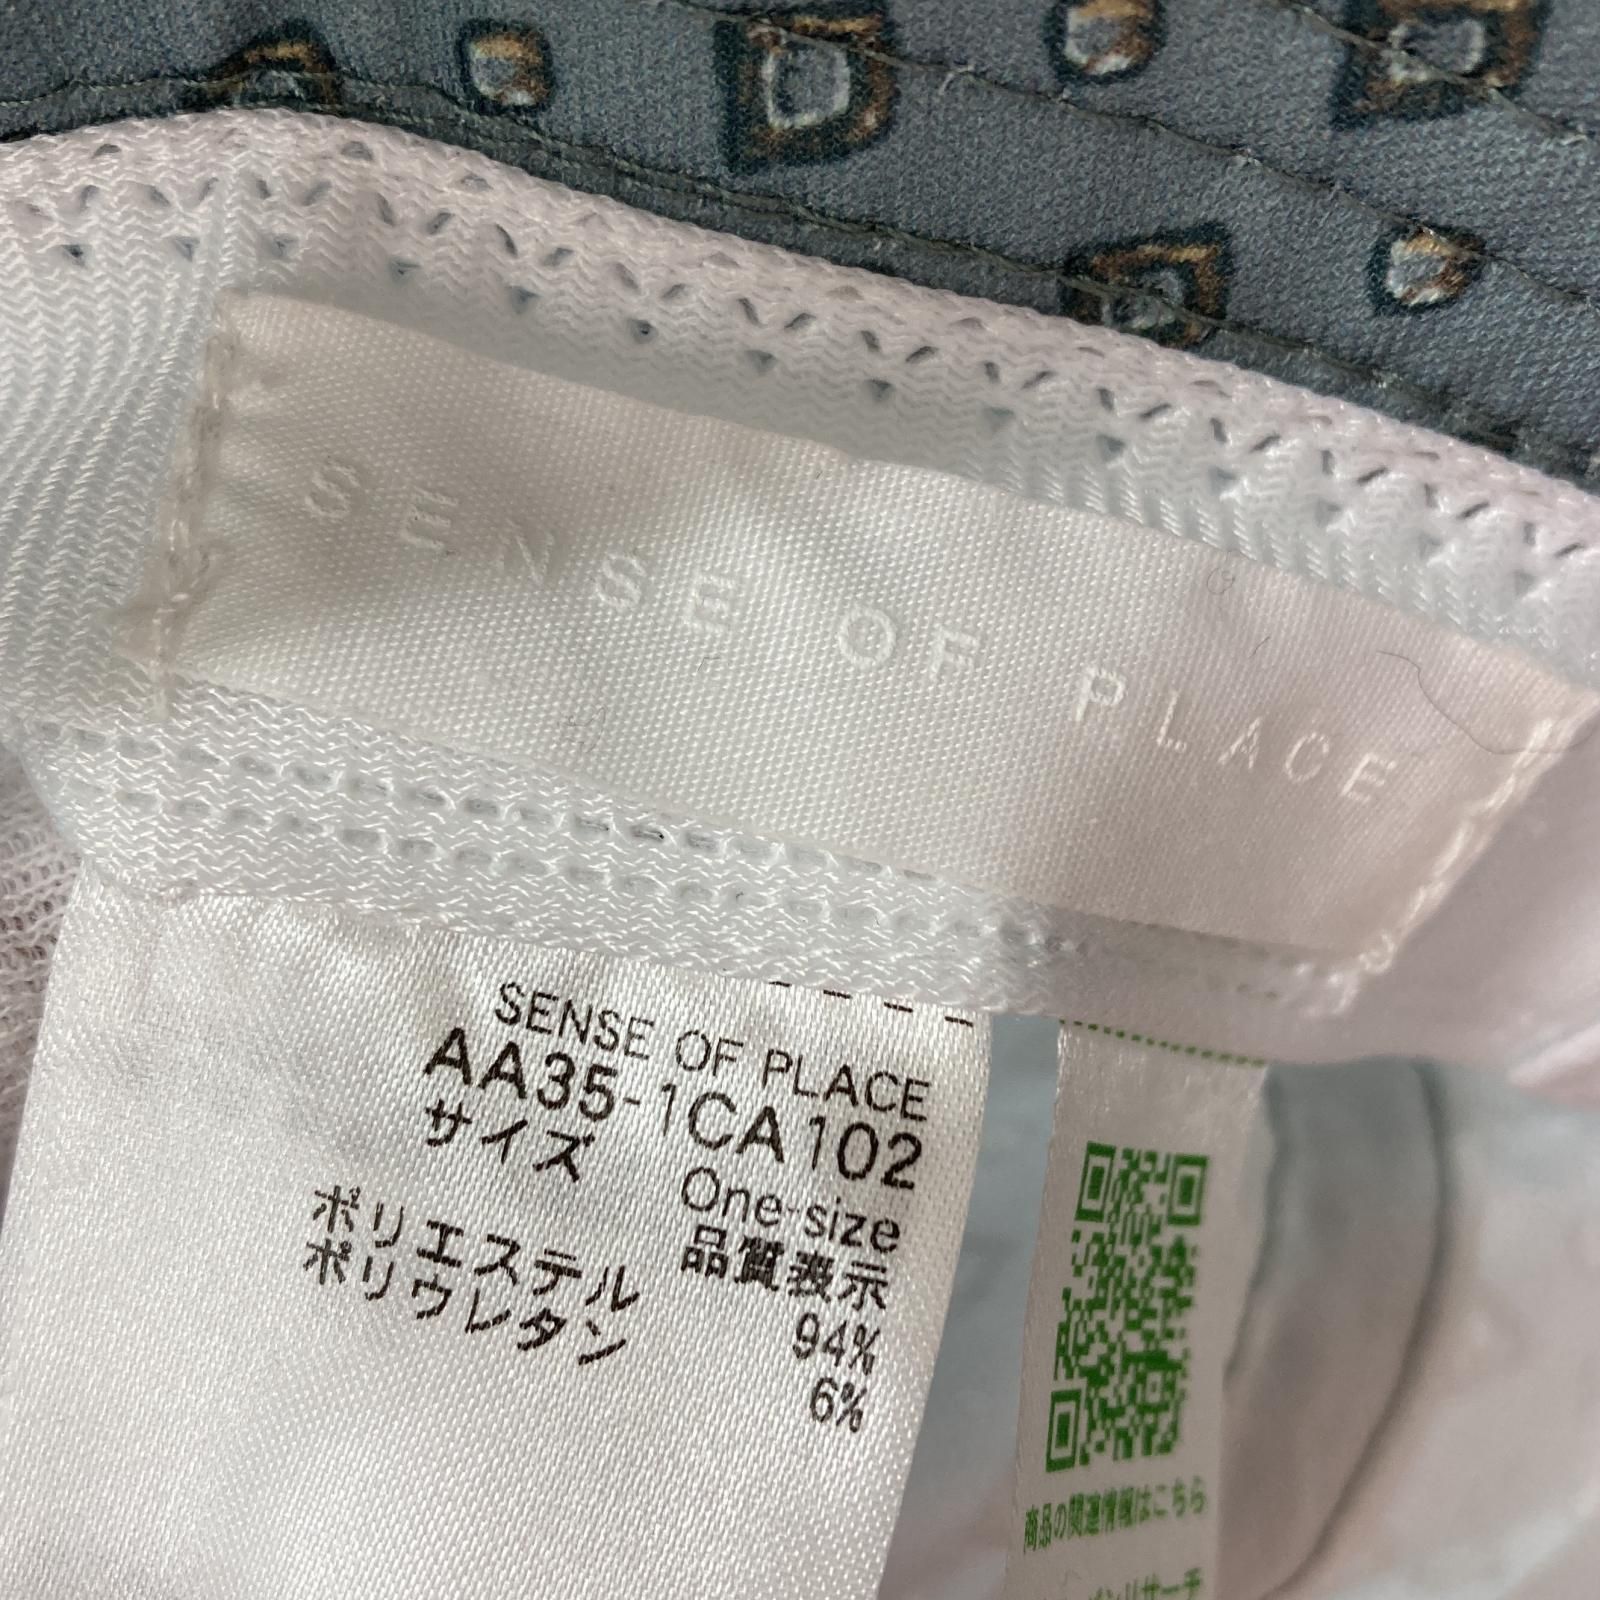 SENSE OF PLACE
SENSE OF PLACE
AA35-1CA102
サイズ One-size
品質表示
ポリエステル 94%
ポリウレタン 6%
商品の関連情報はこちら